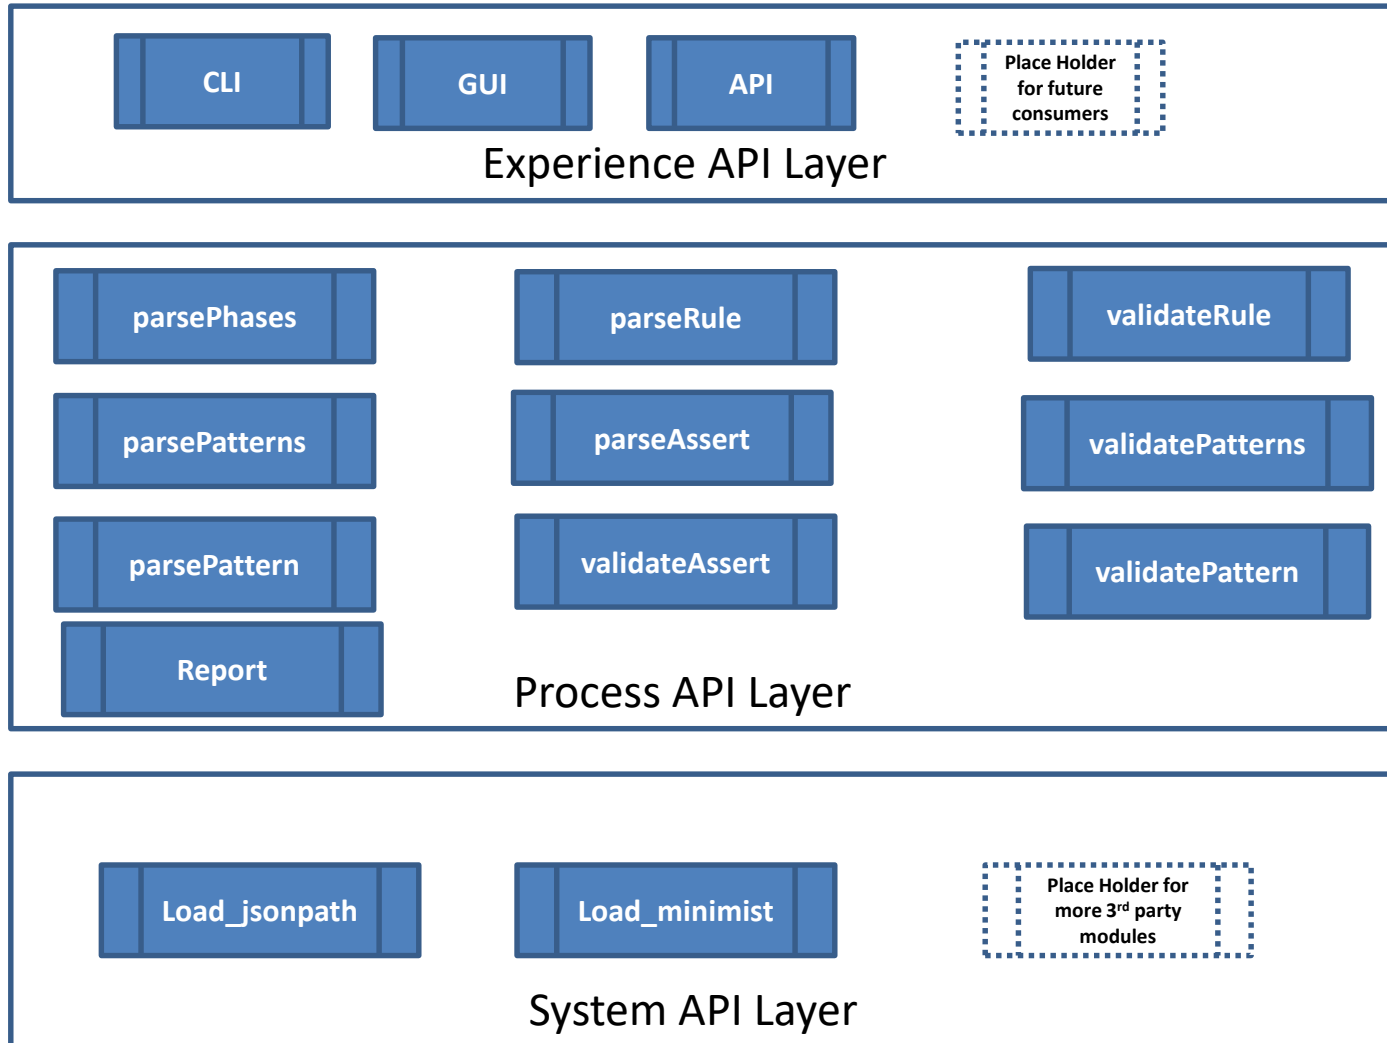 CLI
GUI
API
Place Holder
for future
consumers
Experience API Layer
parsePhases
parseRule
validateRule
parsePatterns
parseAssert
validatePatterns
parsePattern
validateAssert
validatePattern
Report
Process API Layer
Load_jsonpath
Load_minimist
Place Holder for
more 3rd party
modules
System API Layer